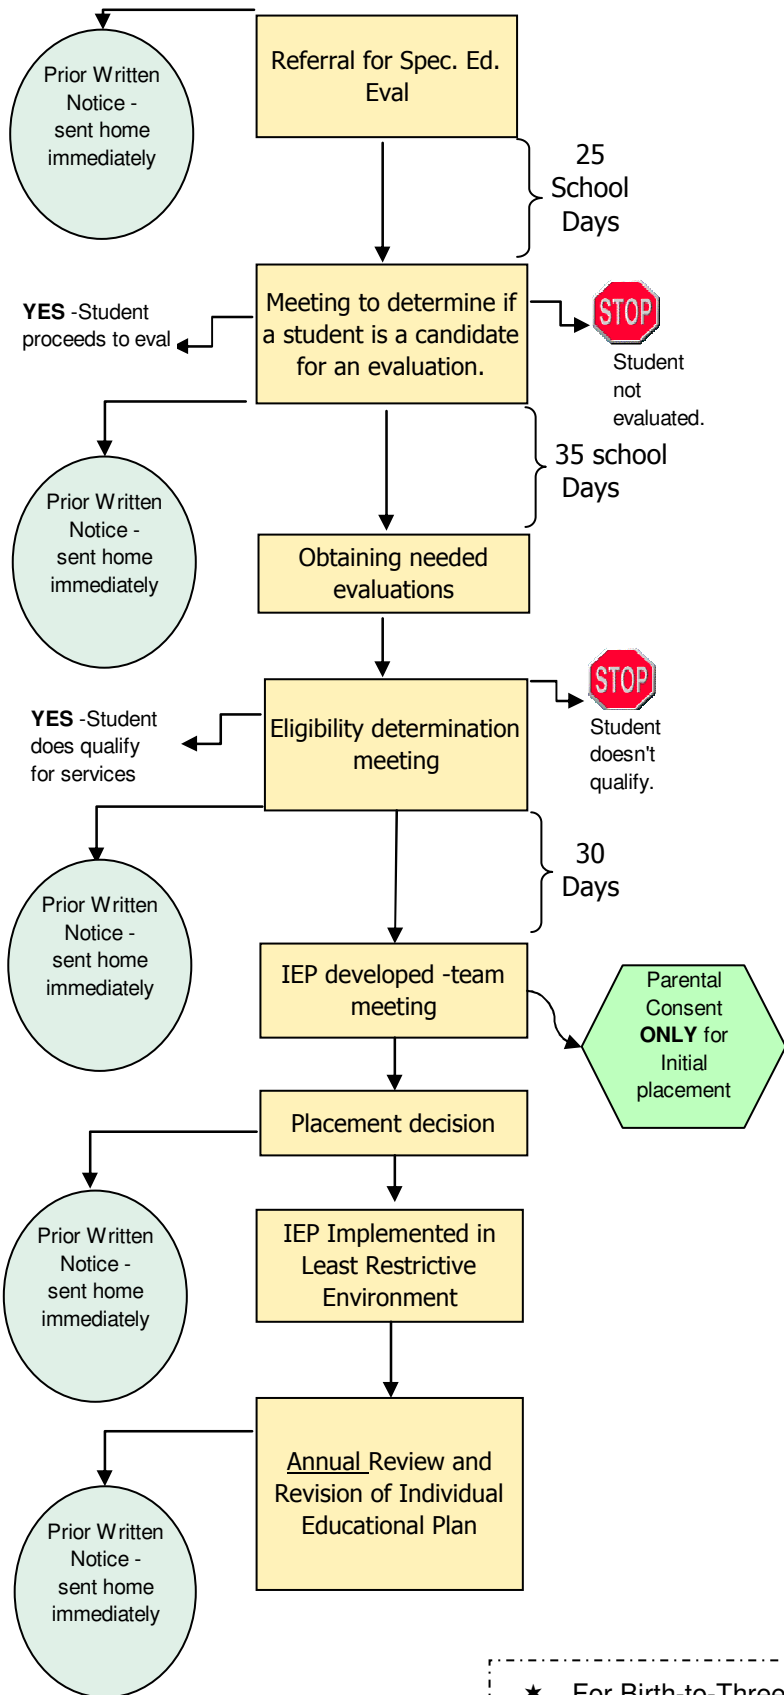 Referral for Spec. Ed.
Eval
Prior Written
Notice -
sent home
immediately
25
School
Days
Meeting to determine if
a student is a candidate
for an evaluation.
YES -Student
proceeds to eval
STOP
Student
not
evaluated.
Prior Written
Notice -
sent home
immediately
35 school
Days
Obtaining needed
evaluations
Eligibility determination
meeting
YES -Student
does qualify
for services
STOP
Student
doesn't
qualify.
Prior Written
Notice -
sent home
immediately
30
Days
IEP developed -team
meeting
Parental
Consent
ONLY for
Initial
placement
Placement decision
Prior Written
Notice -
sent home
immediately
IEP Implemented in
Least Restrictive
Environment
Annual Review and
Revision of Individual
Educational Plan
Prior Written
Notice -
sent home
immediately
★ For Birth-to-Three